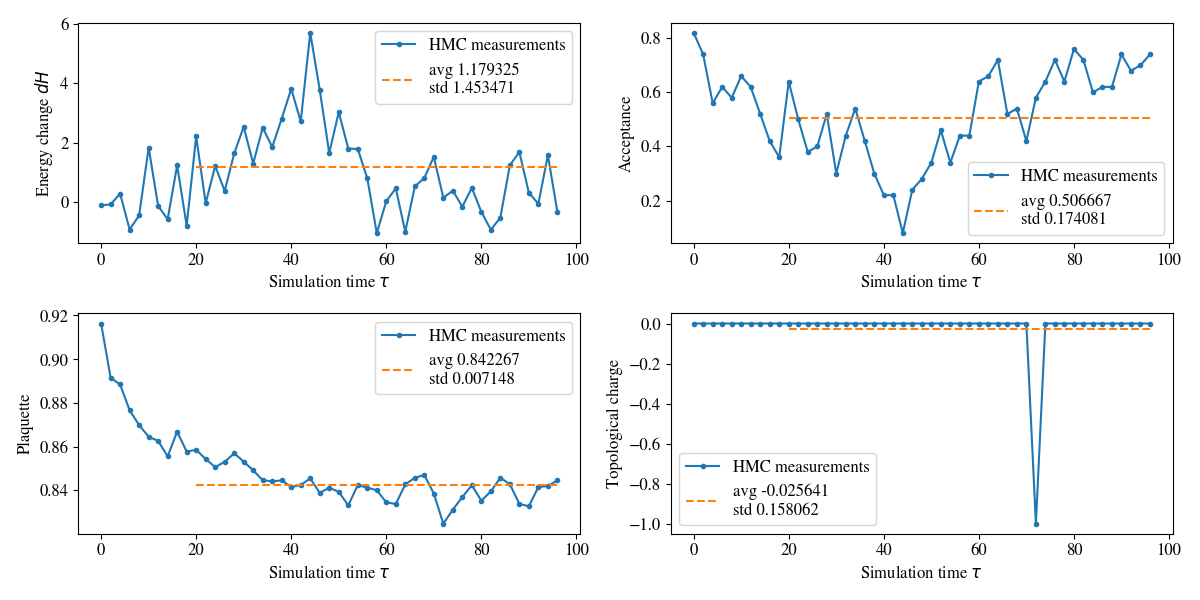 Energy change dH
6
4
2
0
HMC measurements
avg 1.179325
std 1.453471
0
20
40
60
80
100
Simulation time τ
Acceptance
0.8
0.6
0.4
0.2
HMC measurements
avg 0.506667
std 0.174081
0
20
40
60
80
100
Simulation time τ
Plaquette
0.92
0.90
0.88
0.86
0.84
HMC measurements
avg 0.842267
std 0.007148
0
20
40
60
80
100
Simulation time τ
Topological charge
0.0
−0.2
−0.4
−0.6
−0.8
−1.0
HMC measurements
avg -0.025641
std 0.158062
0
20
40
60
80
100
Simulation time τ